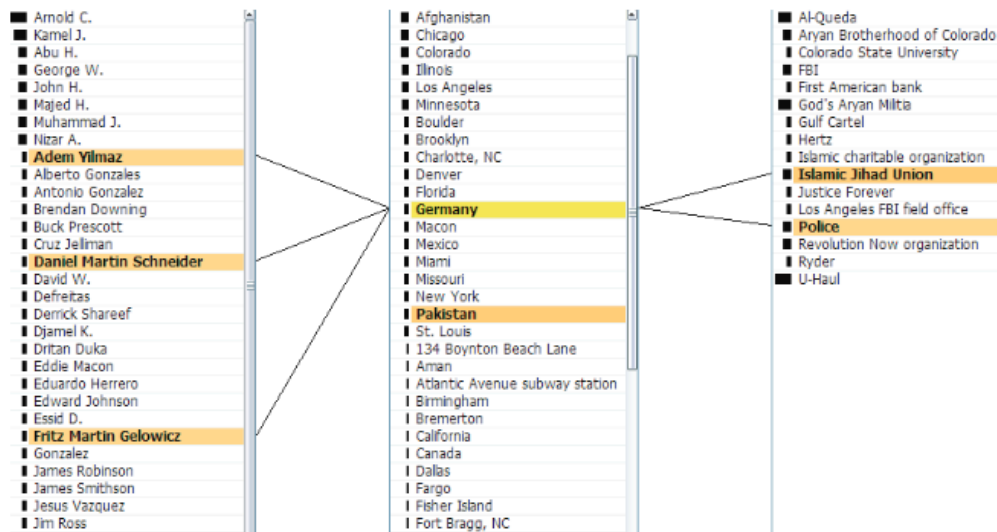 Arnold C.
Kamel J.
Abu H.
George W.
John H.
Majed H.
Muhammad J.
Nizar A.
Adem Yilmaz
Alberto Gonzales
Antonio Gonzalez
Brendan Downing
Buck Prescott
Cruz Jelliman
Daniel Martin Schneider
David W.
Defreitas
Derrick Shareef
Djamel K.
Dritan Duka
Eddie Macon
Eduardo Herrero
Edward Johnson
Essid D.
Fritz Martin Gelowicz
Gonzalez
James Robinson
James Smithson
Jesus Vazquez
Jim Ross
Afghanistan
Chicago
Colorado
Illinois
Los Angeles
Minnesota
Boulder
Brooklyn
Charlotte, NC
Denver
Florida
Germany
Macon
Mexico
Miami
Missouri
New York
Pakistan
St. Louis
134 Boynton Beach Lane
Aman
Atlantic Avenue subway station
Birmingham
Bremerton
California
Canada
Dallas
Fargo
Fisher Island
Fort Bragg, NC
Al-Queda
Aryan Brotherhood of Colorado
Colorado State University
FBI
First American bank
God's Aryan Militia
Gulf Cartel
Hertz
Islamic charitable organization
Islamic Jihad Union
Justice Forever
Los Angeles FBI field office
Police
Revolution Now organization
Ryder
U-Haul